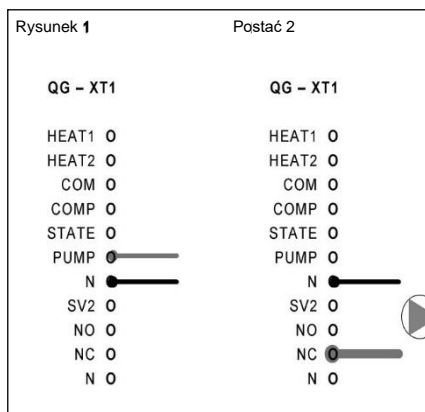 Rysunek 1
QG – XT1
HEAT1 O
HEAT2 O
COM O
COMP O
STATE O
PUMP O
N
SV2 O
NO O
NC O
N O
Postać 2
QG – XT1
HEAT1 O
HEAT2 O
COM O
COMP O
STATE O
PUMP O
N
SV2 O
NO O
NC O
N O